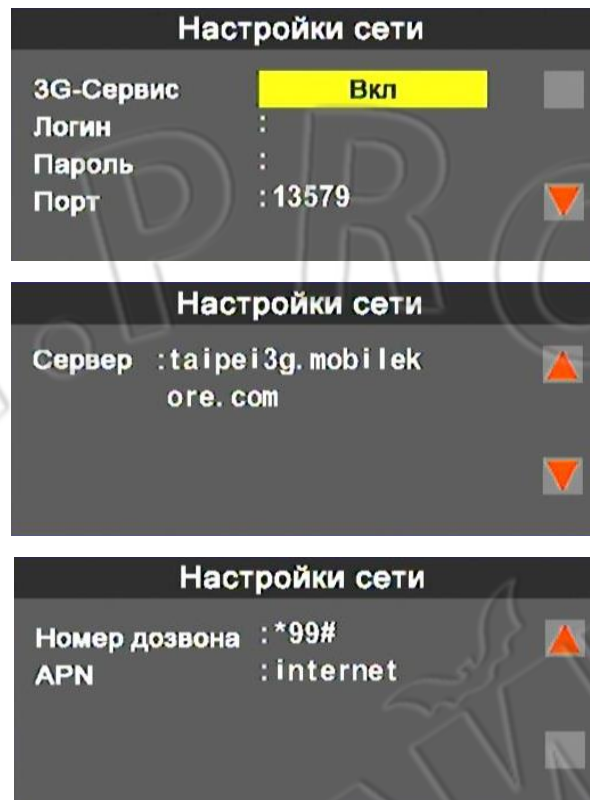 Настройки сети
3G-Сервис Вкл
Логин :
Пароль :
Порт :13579
Настройки сети
Сервер :taipei3g.mobilek
ore.com
Настройки сети
Номер дозвона :*99#
APN :internet